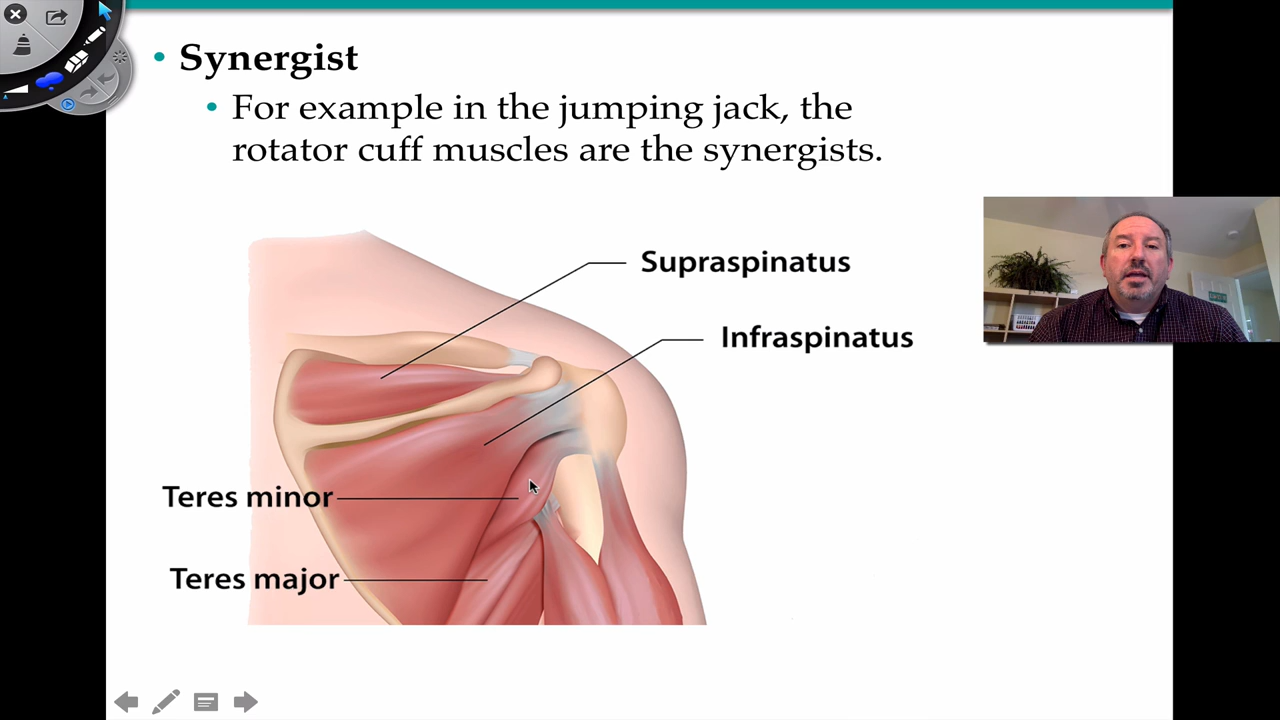 Synergist
For example in the jumping jack, the
rotator cuff muscles are the synergists.
Supraspinatus
Infraspinatus
Teres minor
Teres major